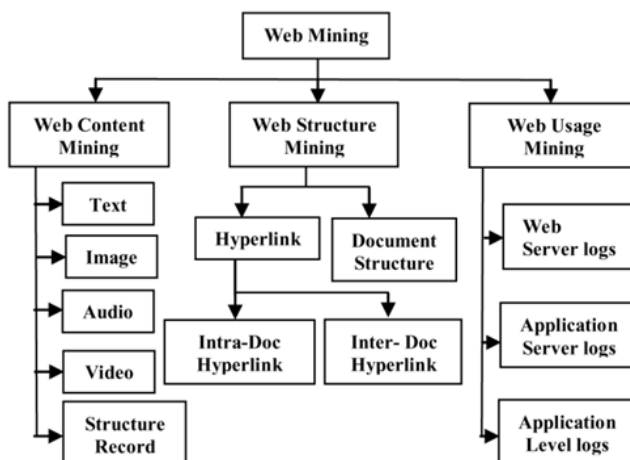 Web Mining
Web Content
Mining
Web Structure
Mining
Web Usage
Mining
Text
Image
Audio
Video
Structure
Record
Hyperlink
Document
Structure
Intra-Doc
Hyperlink
Inter- Doc
Hyperlink
Web
Server logs
Application
Server logs
Application
Level logs